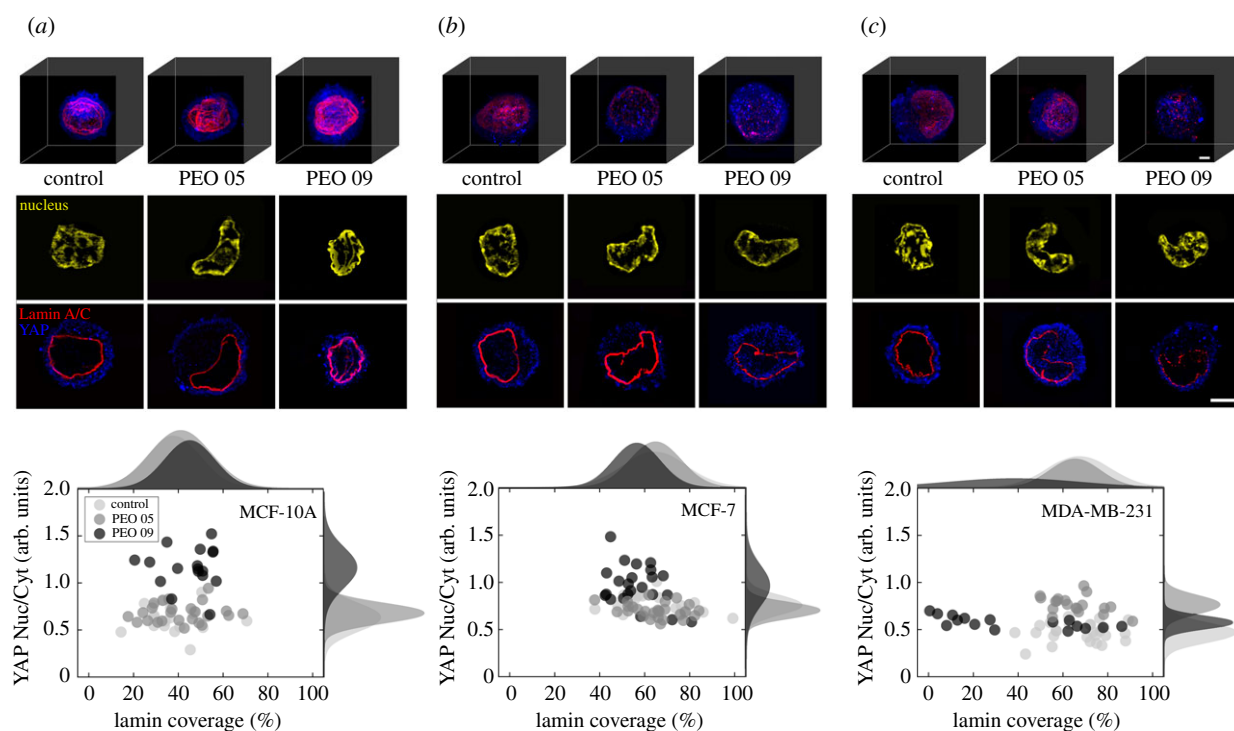 (a)
(b)
(c)
control PEO 05 PEO 09
control PEO 05 PEO 09
control PEO 05 PEO 09
nucleus
Lamin A/C
YAP
YAP Nuc/Cyt (arb. units)
2.0
1.5
1.0
0.5
0
control
PEO 05
PEO 09
MCF-10A
0 20 40 60 80 100
lamin coverage (%)
YAP Nuc/Cyt (arb. units)
2.0
1.5
1.0
0.5
0
MCF-7
0 20 40 60 80 100
lamin coverage (%)
YAP Nuc/Cyt (arb. units)
2.0
1.5
1.0
0.5
0
MDA-MB-231
0 20 40 60 80 100
lamin coverage (%)